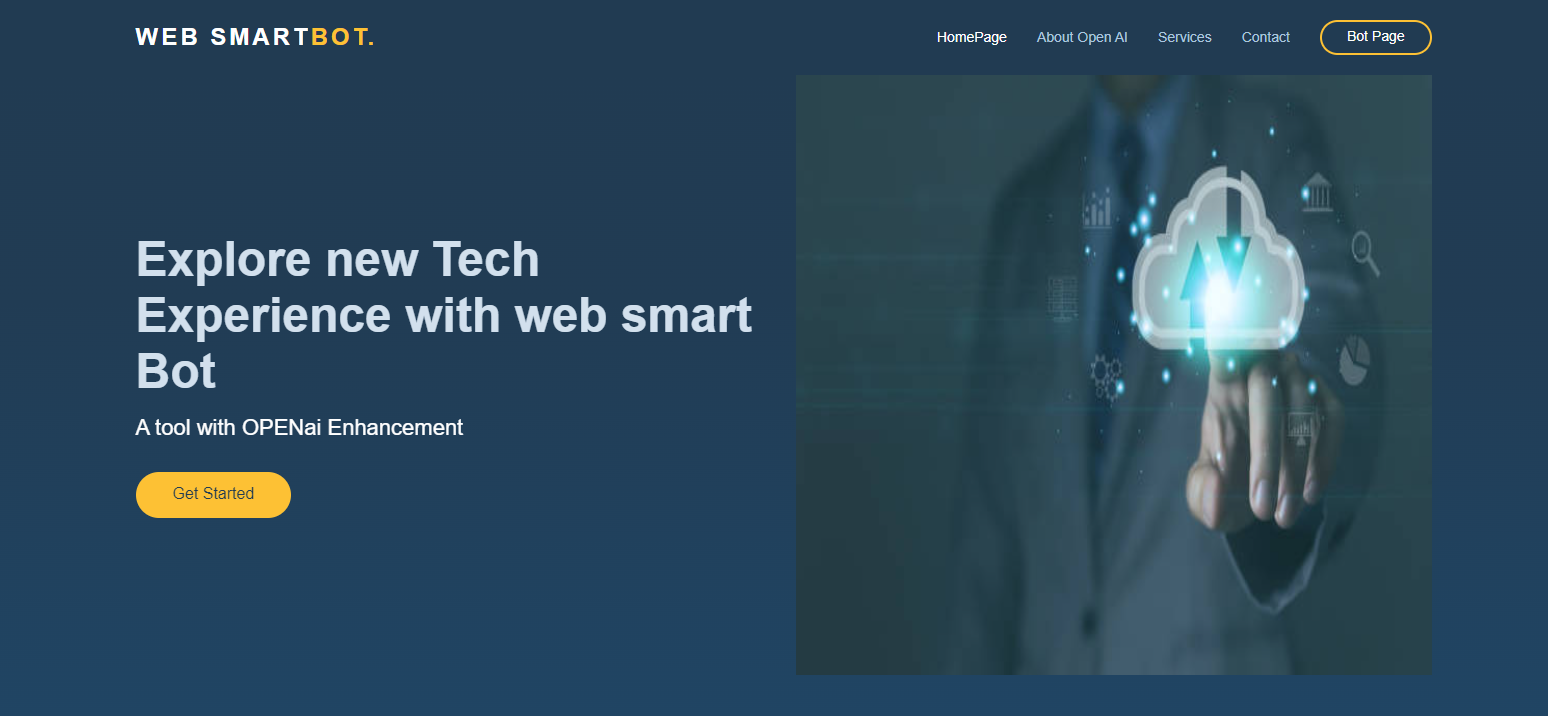 WEB SMARTBOT.
HomePage
About Open AI
Services
Contact
Bot Page
Explore new Tech
Experience with web smart
Bot
A tool with OPENai Enhancement
Get Started